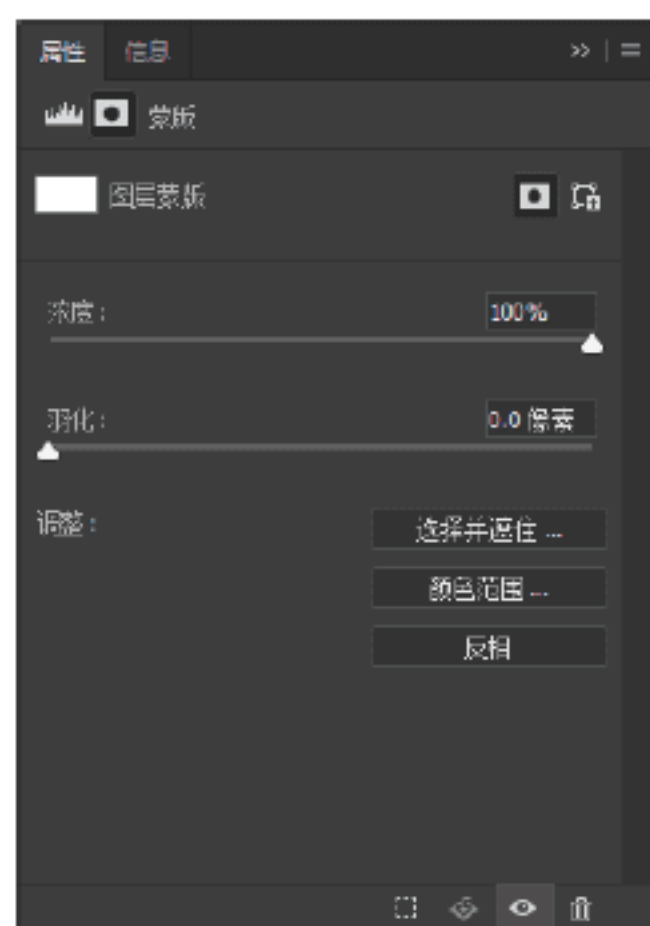 属性 信息
蒙版
图层蒙版
浓度： 100%
羽化： 0.0 像素
调整： 选择并遮住 ...
颜色范围 ...
反相